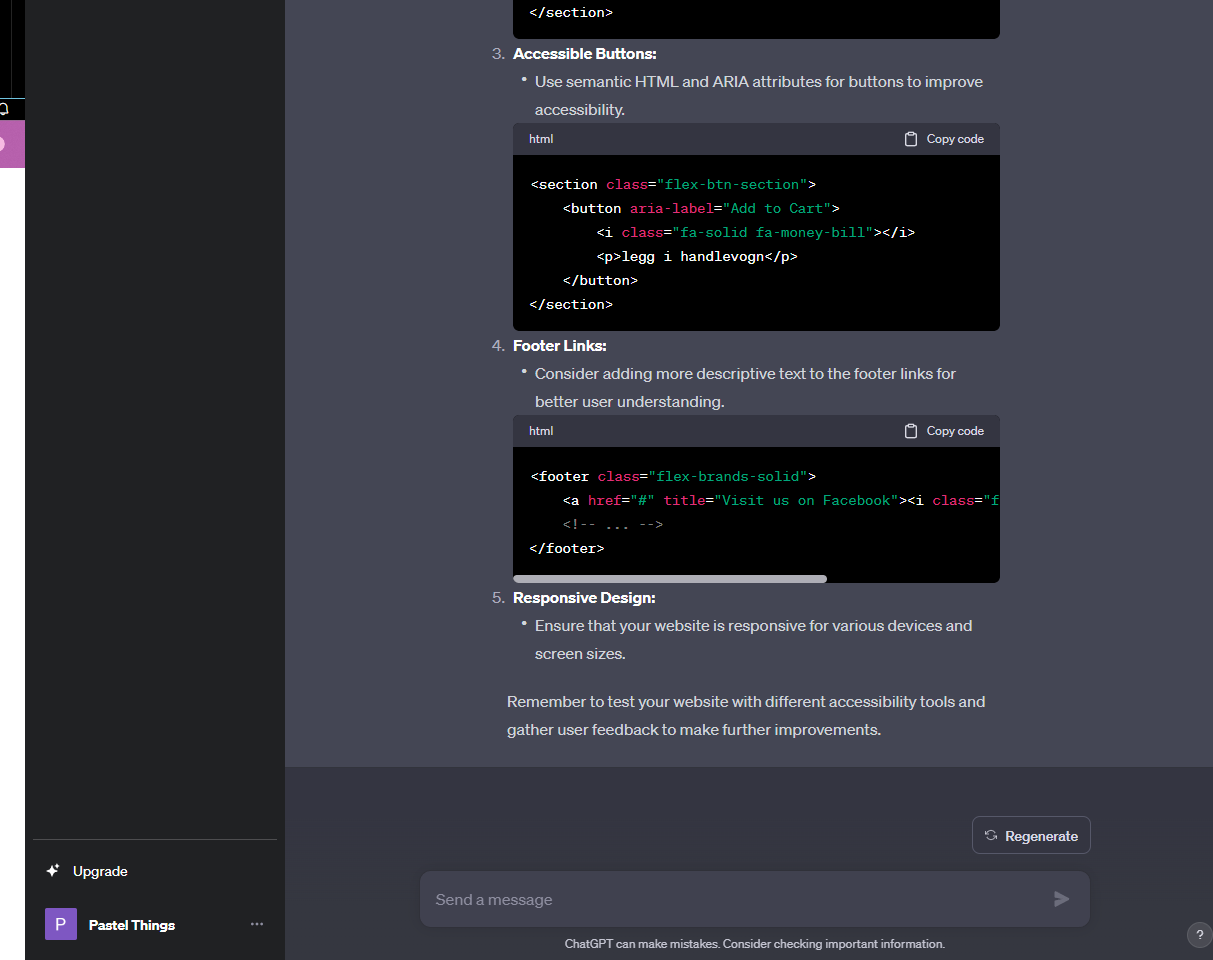 </section>
3. Accessible Buttons:
• Use semantic HTML and ARIA attributes for buttons to improve
accessibility.
html Copy code
<section class="flex-btn-section">
<button aria-label="Add to Cart">
<i class="fa-solid fa-money-bill"></i>
<p>legg i handlevogn</p>
</button>
</section>
4. Footer Links:
• Consider adding more descriptive text to the footer links for
better user understanding.
html Copy code
<footer class="flex-brands-solid">
<a href="#" title="Visit us on Facebook"><i class="f
<!-- ... -->
</footer>
5. Responsive Design:
• Ensure that your website is responsive for various devices and
screen sizes.
Remember to test your website with different accessibility tools and
gather user feedback to make further improvements.
Regenerate
Upgrade
Send a message
P Pastel Things ...
ChatGPT can make mistakes. Consider checking important information.
?